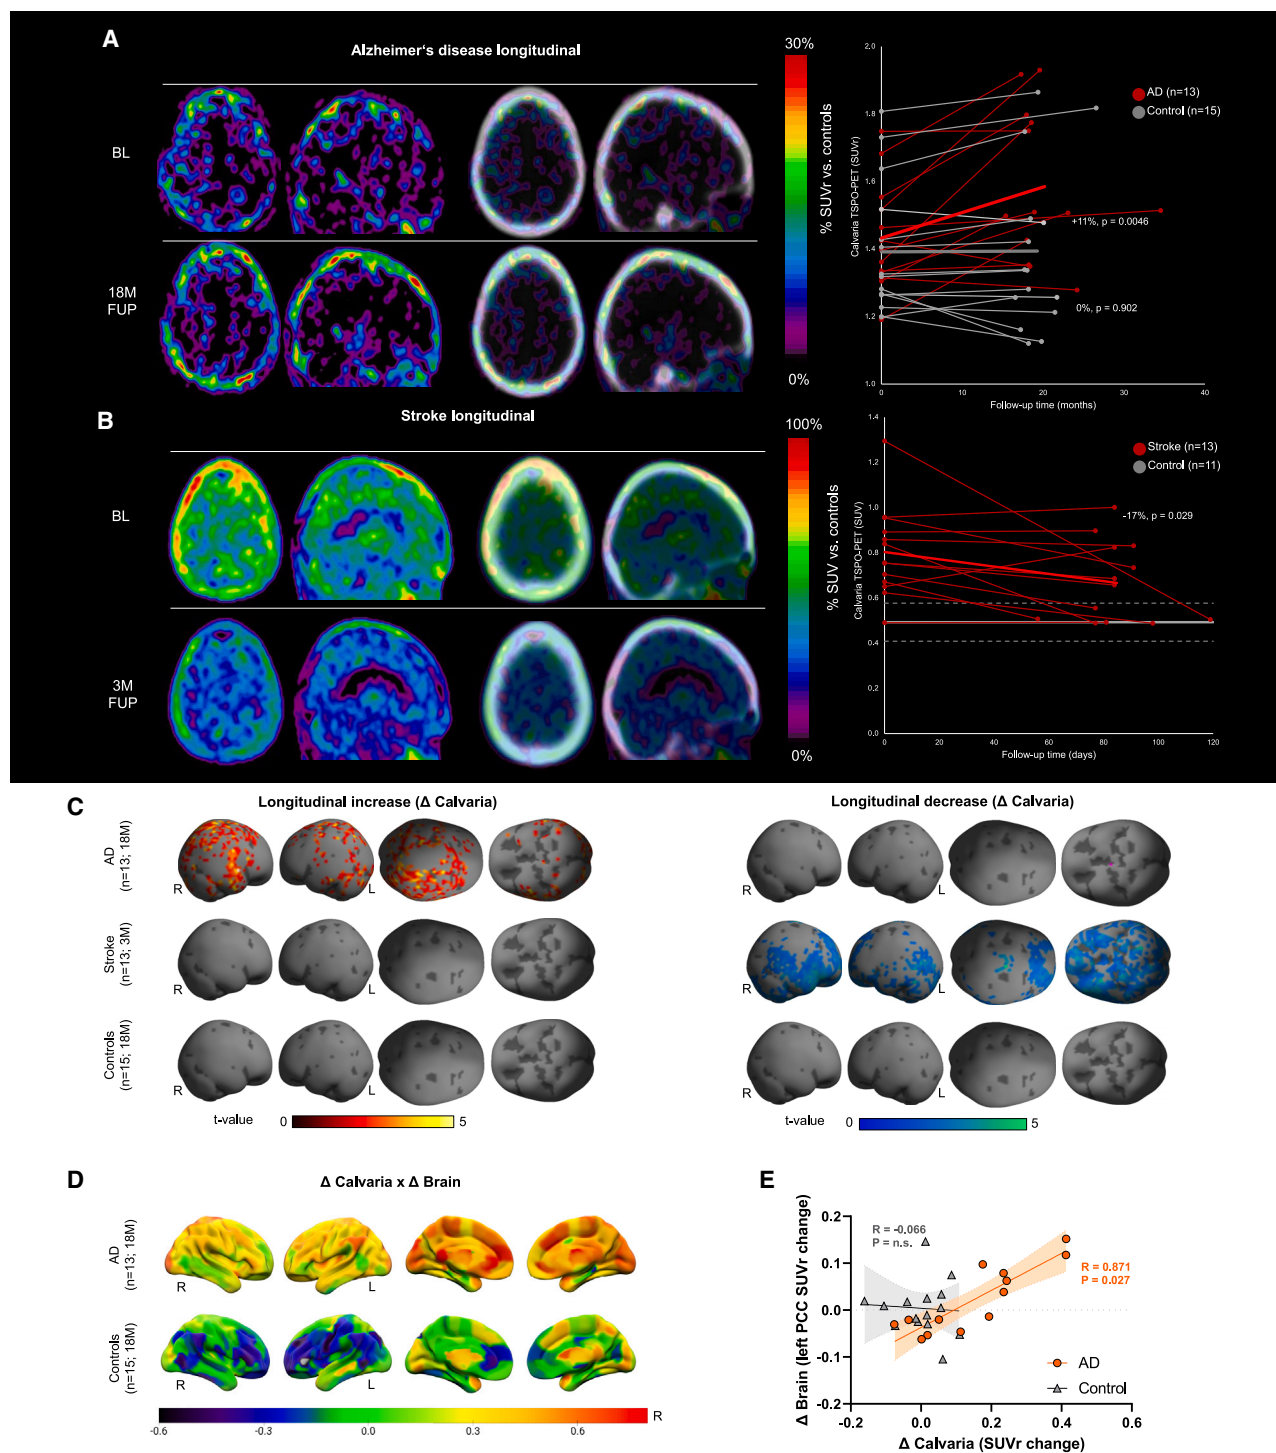 A
Alzheimer‘s disease longitudinal
BL
18M
FUP
30%
% SUVr vs. controls
0%
2.0
1.8
1.6
1.4
1.2
1.0
Calvaria TSPO-PET (SUVr)
AD (n=13)
Control (n=15)
+11%, p = 0.0046
0%, p = 0.902
0
10
20
30
40
Follow-up time (months)
B
Stroke longitudinal
BL
3M
FUP
100%
% SUV vs. controls
0%
1.4
1.2
1.0
0.8
0.6
0.4
0.2
0.0
Calvaria TSPO-PET (SUV)
Stroke (n=13)
Control (n=11)
-17%, p = 0.029
0
20
40
60
80
100
120
Follow-up time (days)
C
Longitudinal increase (Δ Calvaria)
AD
(n=13; 18M)
R
L
Stroke
(n=13; 3M)
R
L
Controls
(n=15; 18M)
R
L
t-value
0
5
Longitudinal decrease (Δ Calvaria)
R
L
R
L
R
L
t-value
0
5
D
Δ Calvaria x Δ Brain
AD
(n=13; 18M)
R
L
Controls
(n=15; 18M)
R
L
-0.6
-0.3
0.0
0.3
0.6
R
E
Δ Brain (left PCC SUVr change)
0.2
0.1
0.0
-0.1
-0.2
R = -0.066
P = n.s.
R = 0.871
P = 0.027
AD
Control
-0.2
0.0
0.2
0.4
0.6
Δ Calvaria (SUVr change)